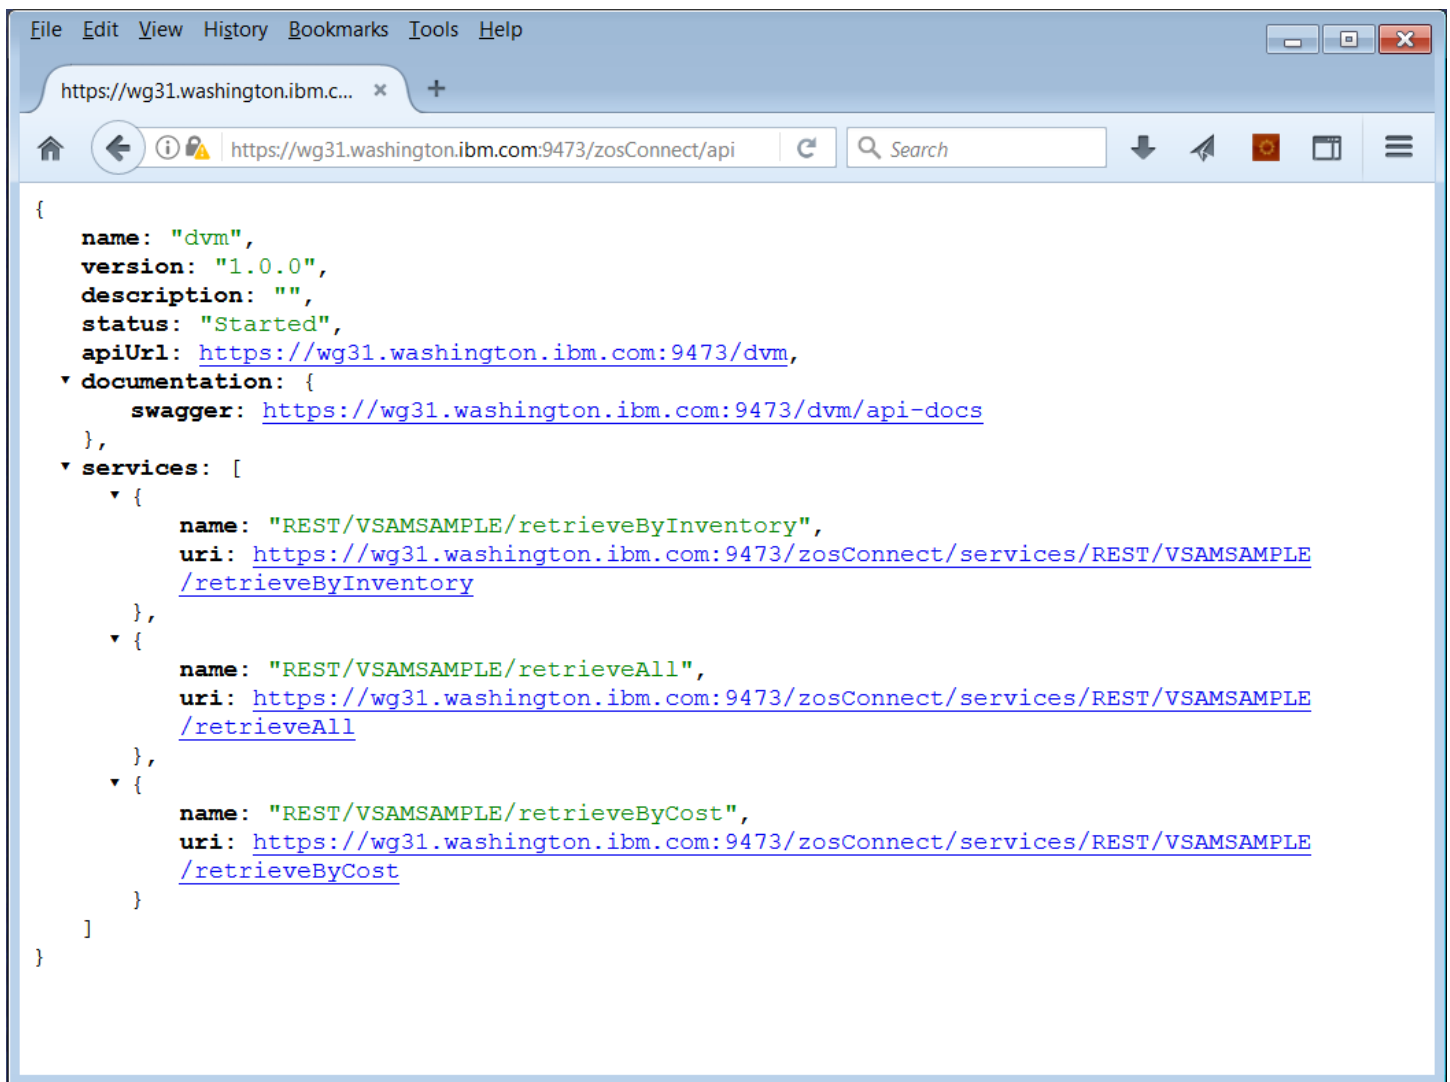 File Edit View History Bookmarks Tools Help
https://wg31.washington.ibm.c...
https://wg31.washington.ibm.com:9473/zosConnect/api Search
{
name: "dvm",
version: "1.0.0",
description: "",
status: "Started",
apiUrl: https://wg31.washington.ibm.com:9473/dvm,
documentation: {
swagger: https://wg31.washington.ibm.com:9473/dvm/api-docs
},
services: [
{
name: "REST/VSAMSAMPLE/retrieveByInventory",
uri: https://wg31.washington.ibm.com:9473/zosConnect/services/REST/VSAMSAMPLE
/retrieveByInventory
},
{
name: "REST/VSAMSAMPLE/retrieveAll",
uri: https://wg31.washington.ibm.com:9473/zosConnect/services/REST/VSAMSAMPLE
/retrieveAll
},
{
name: "REST/VSAMSAMPLE/retrieveByCost",
uri: https://wg31.washington.ibm.com:9473/zosConnect/services/REST/VSAMSAMPLE
/retrieveByCost
}
]
}